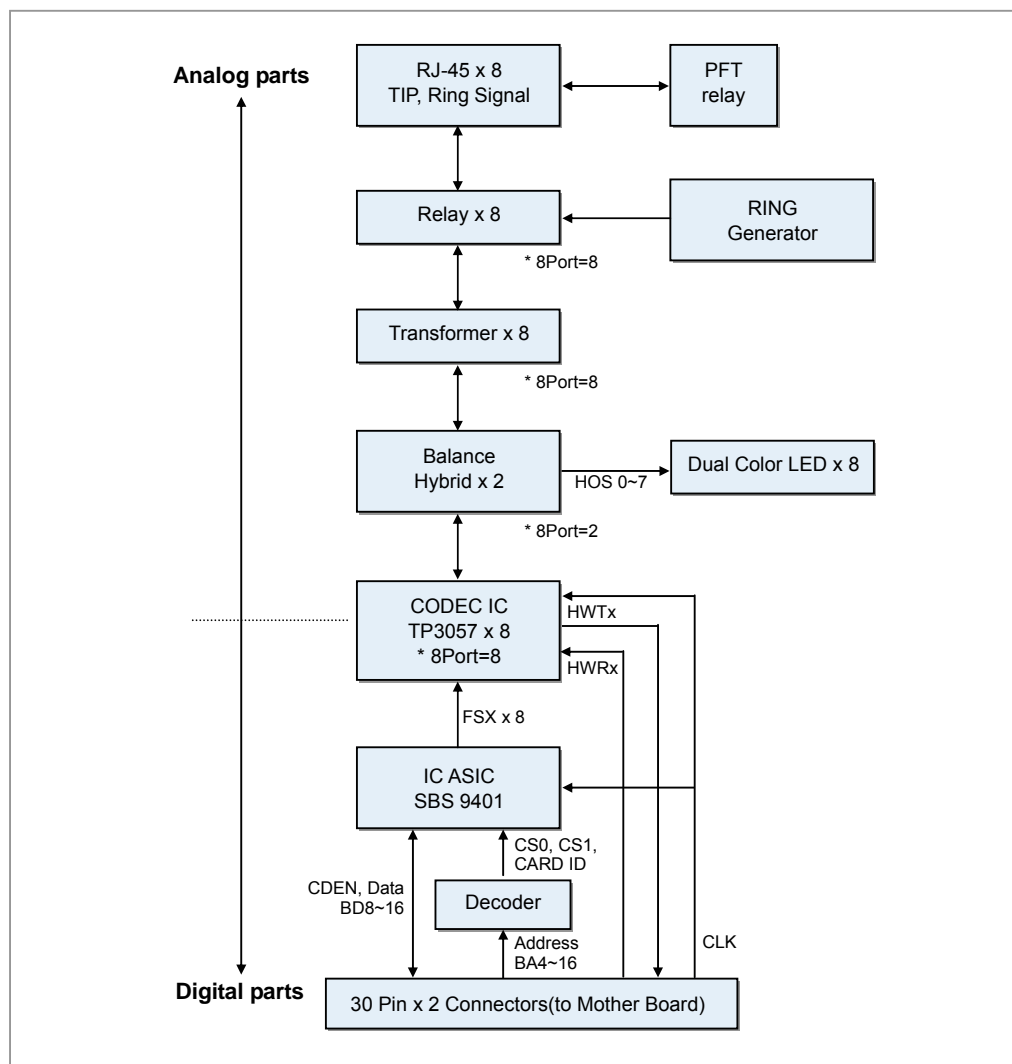 Analog parts
RJ-45 x 8
TIP, Ring Signal
PFT
relay
Relay x 8
RING
Generator
* 8Port=8
Transformer x 8
* 8Port=8
Balance
Hybrid x 2
HOS 0~7
Dual Color LED x 8
* 8Port=2
CODEC IC
TP3057 x 8
* 8Port=8
HWTx
HWRx
FSX x 8
IC ASIC
SBS 9401
CS0, CS1,
CARD ID
CDEN, Data
BD8~16
Decoder
Address
BA4~16
CLK
Digital parts
30 Pin x 2 Connectors(to Mother Board)